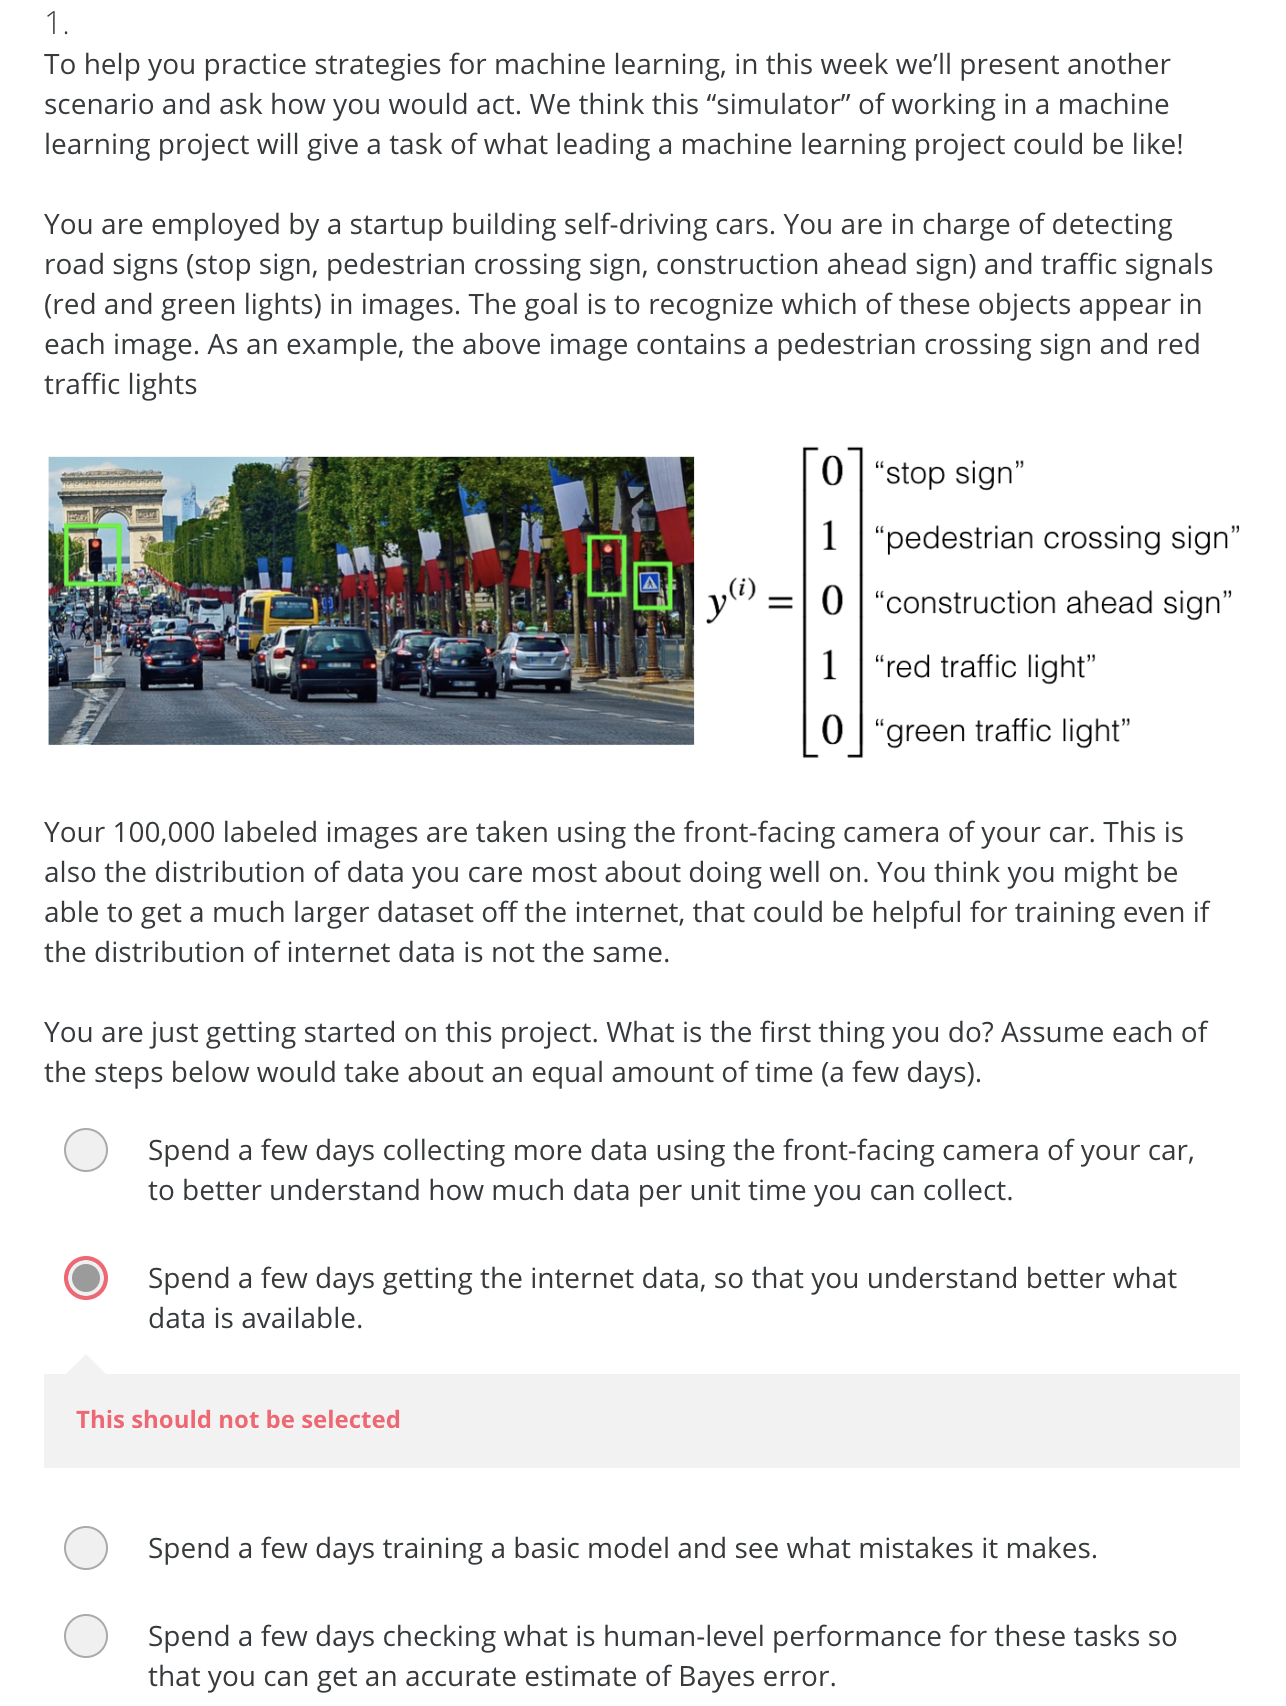 1.
To help you practice strategies for machine learning, in this week we’ll present another
scenario and ask how you would act. We think this “simulator” of working in a machine
learning project will give a task of what leading a machine learning project could be like!
You are employed by a startup building self-driving cars. You are in charge of detecting
road signs (stop sign, pedestrian crossing sign, construction ahead sign) and traffic signals
(red and green lights) in images. The goal is to recognize which of these objects appear in
each image. As an example, the above image contains a pedestrian crossing sign and red
traffic lights
0 “stop sign”
1 “pedestrian crossing sign”
y(i) = 0 “construction ahead sign”
1 “red traffic light”
0 “green traffic light”
Your 100,000 labeled images are taken using the front-facing camera of your car. This is
also the distribution of data you care most about doing well on. You think you might be
able to get a much larger dataset off the internet, that could be helpful for training even if
the distribution of internet data is not the same.
You are just getting started on this project. What is the first thing you do? Assume each of
the steps below would take about an equal amount of time (a few days).
Spend a few days collecting more data using the front-facing camera of your car,
to better understand how much data per unit time you can collect.
Spend a few days getting the internet data, so that you understand better what
data is available.
This should not be selected
Spend a few days training a basic model and see what mistakes it makes.
Spend a few days checking what is human-level performance for these tasks so
that you can get an accurate estimate of Bayes error.